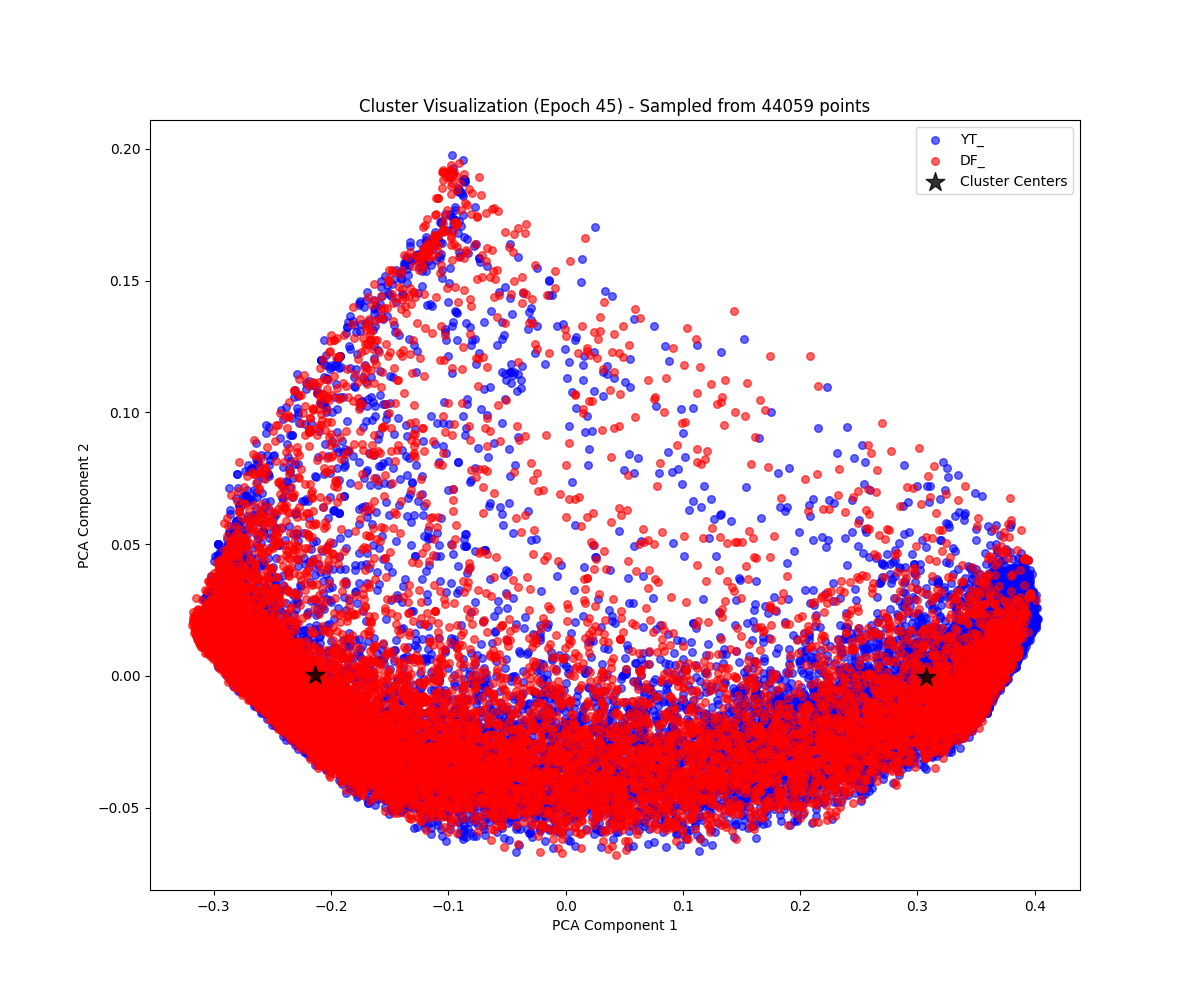 Cluster Visualization (Epoch 45) - Sampled from 44059 points
YT_
DF_
Cluster Centers
PCA Component 2
0.20
0.15
0.10
0.05
0.00
−0.05
−0.3 −0.2 −0.1 0.0 0.1 0.2 0.3 0.4
PCA Component 1